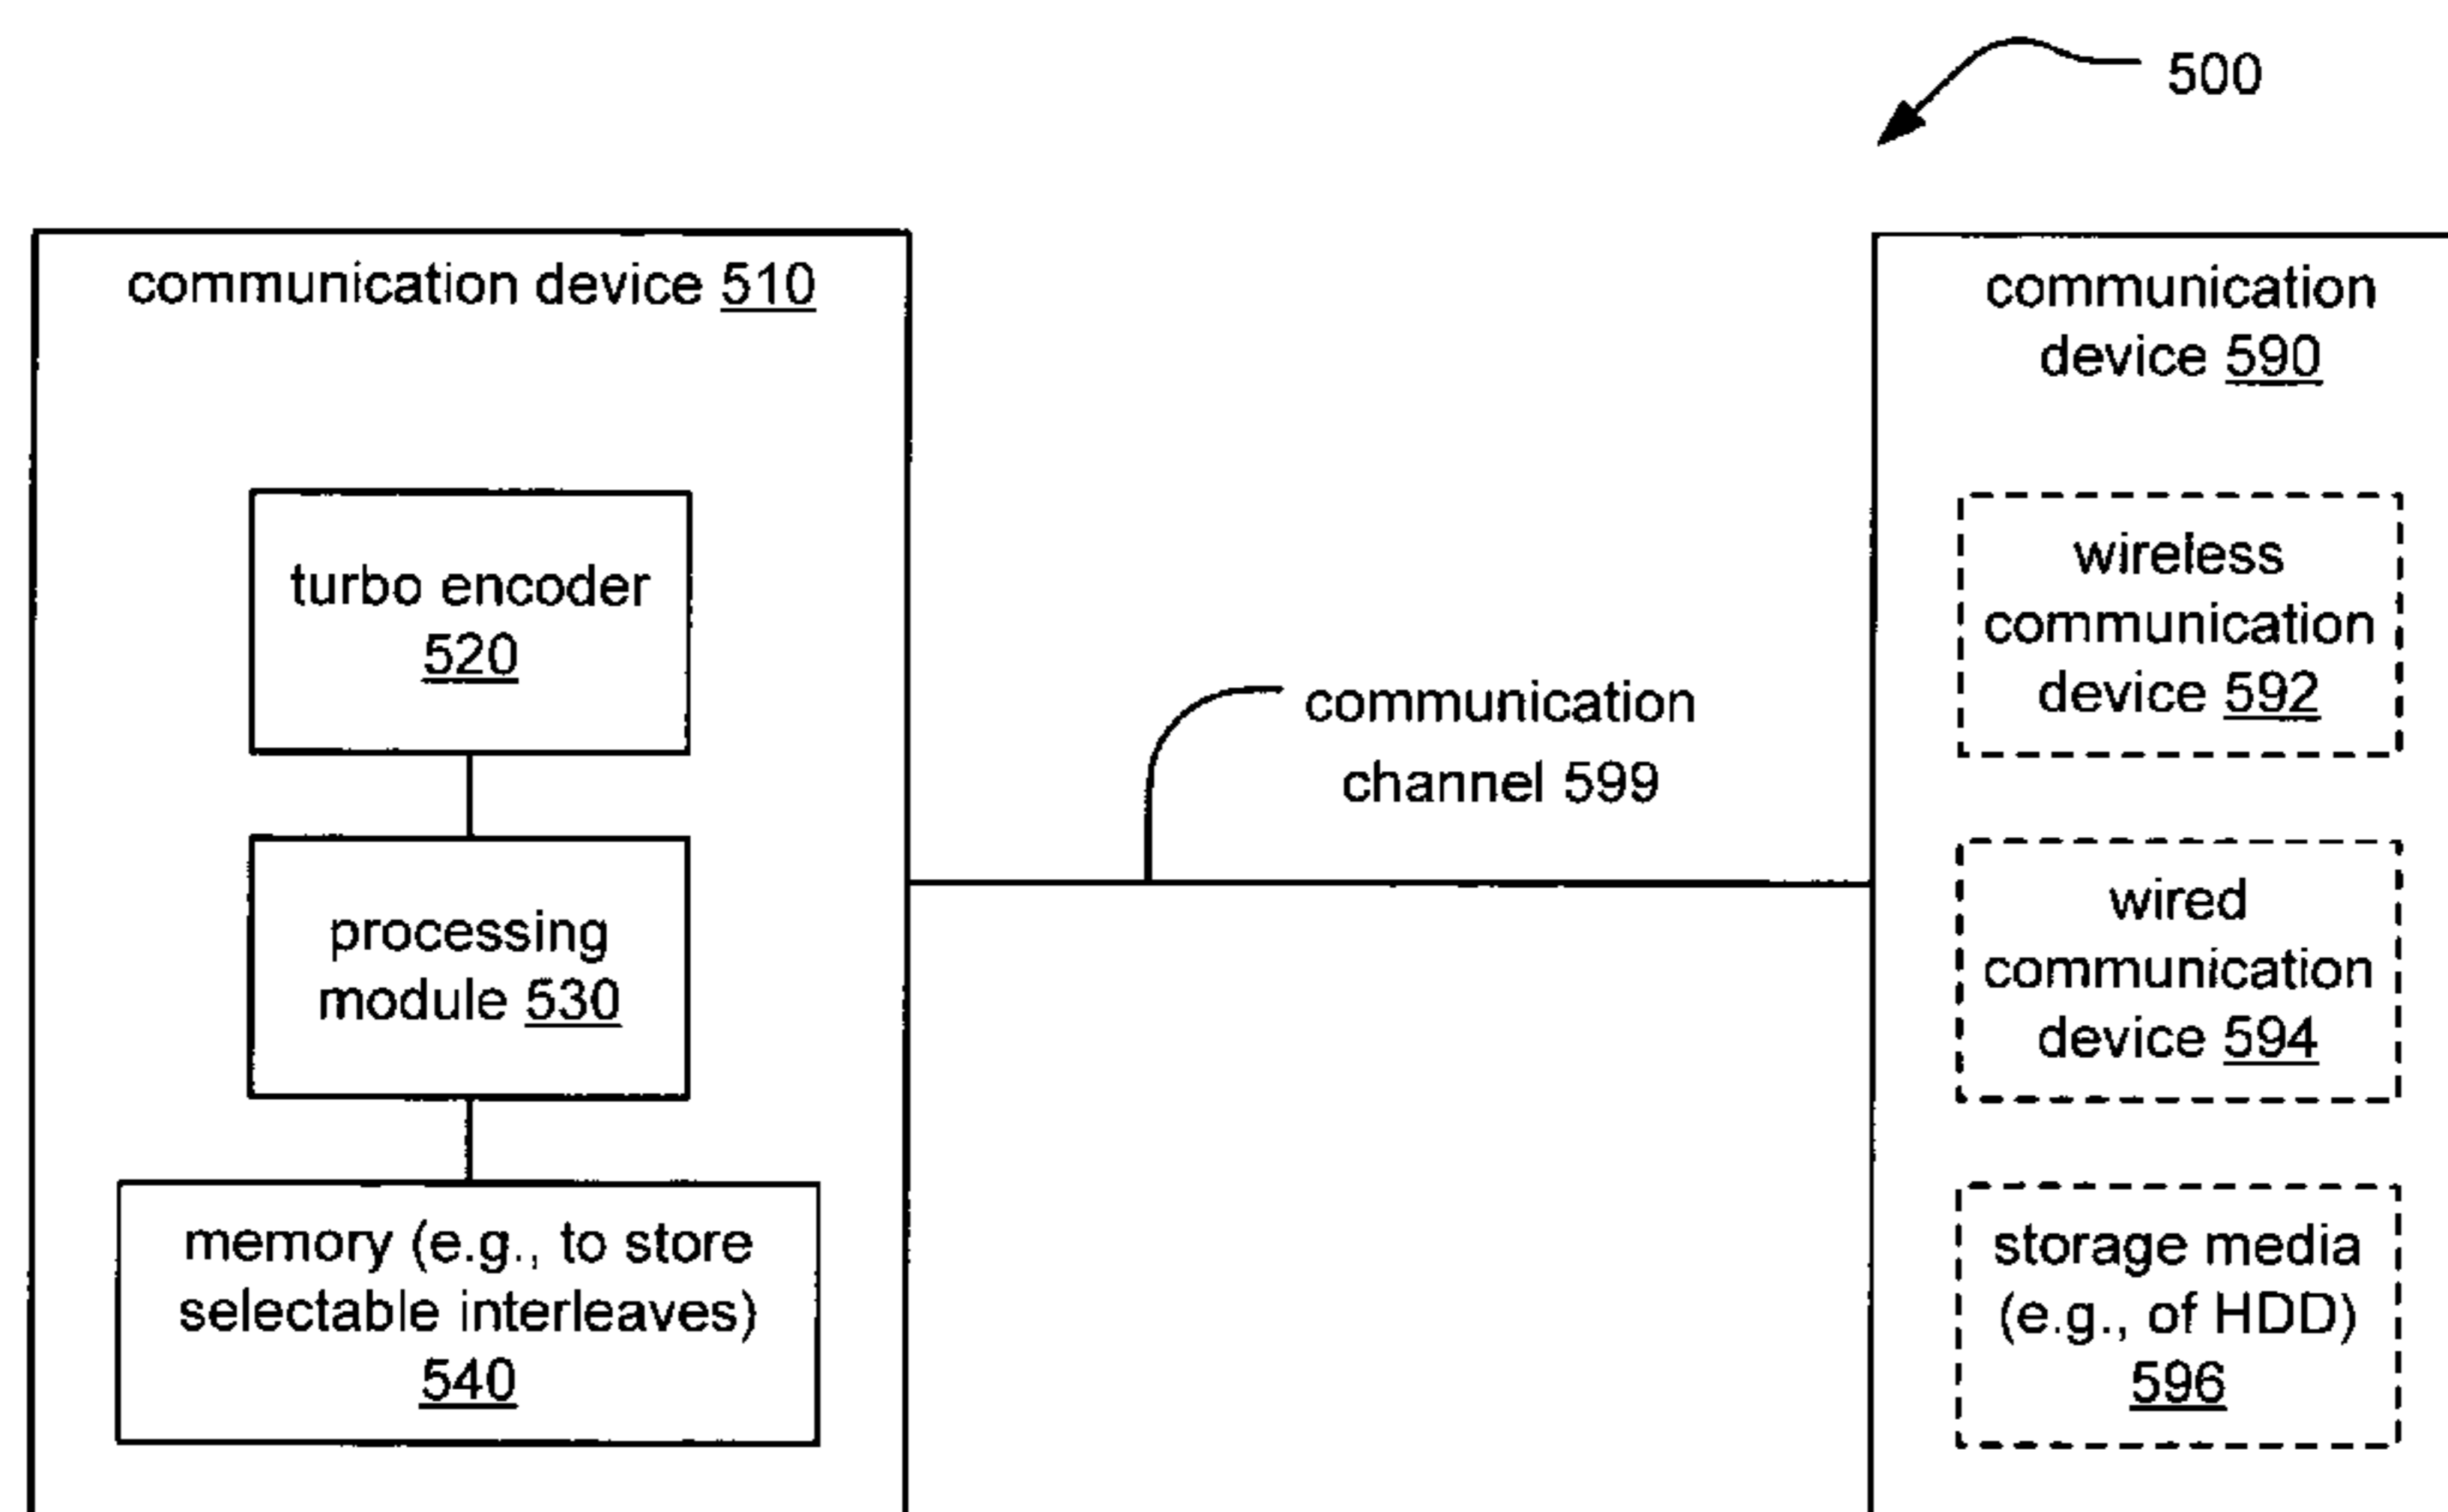 500
communication device 510
turbo encoder
520
processing
module 530
memory (e.g., to store
selectable interleaves)
540
communication
channel 599
communication
device 590
wireless
communication
device 592
wired
communication
device 594
storage media
(e.g., of HDD)
596